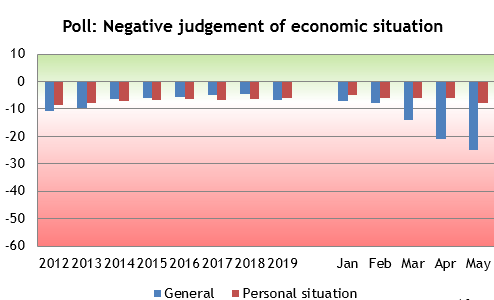 Poll: Negative judgement of economic situation
10
0
-10
-20
-30
-40
-50
-60
2012 2013 2014 2015 2016 2017 2018 2019 Jan Feb Mar Apr May
General Personal situation